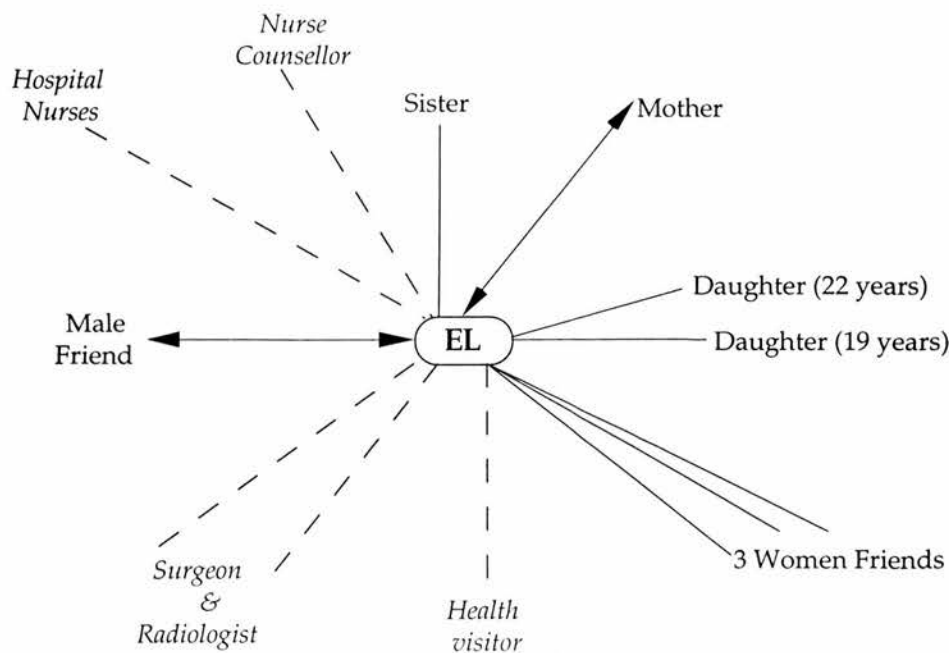 Nurse
Counsellor
Hospital
Nurses
Sister
Mother
Daughter (22 years)
Male
Friend
EL
Daughter (19 years)
3 Women Friends
Surgeon
&
Radiologist
Health
visitor